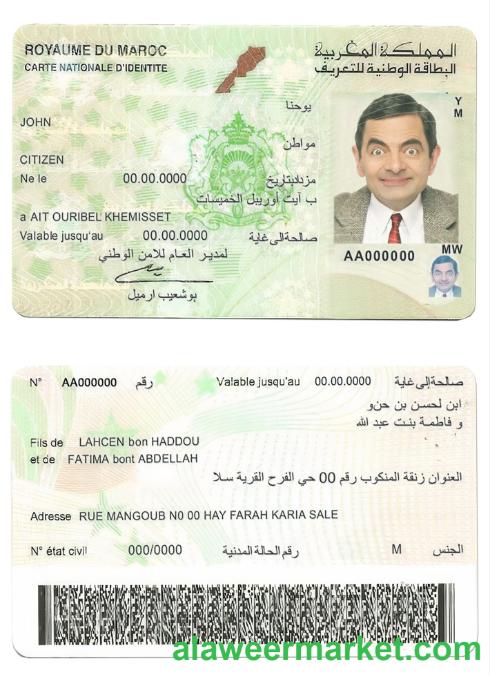 ROYAUME DU MAROC المملكة المغربية
CARTE NATIONALE D'IDENTITE البطاقة الوطنية للتعريف
يوحنا
Y
M
JOHN
مواطن
CITIZEN
Ne le 00.00.0000 مزداد بتاريخ
ب آيت أوريبل الخميسات
a AIT OURIBEL KHEMISSET
Valable jusqu'au 00.00.0000 صالحة إلى غاية
لمدير العام للامن الوطني
AA000000
MW
بوشعيب ارميل
N° AA000000 رقم Valable jusqu'au 00.00.0000 صالحة إلى غاية
ابن لحسن بن حدو
و فاطمة بنت عبد الله
Fils de LAHCEN bon HADDOU
et de FATIMA bont ABDELLAH
العنوان زنقة المنكوب رقم 00 حي الفرح القرية سلا
Adresse RUE MANGOUB N0 00 HAY FARAH KARIA SALE
N° état civil 000/0000 رقم الحالة المدنية M الجنس
alaweermarket.com